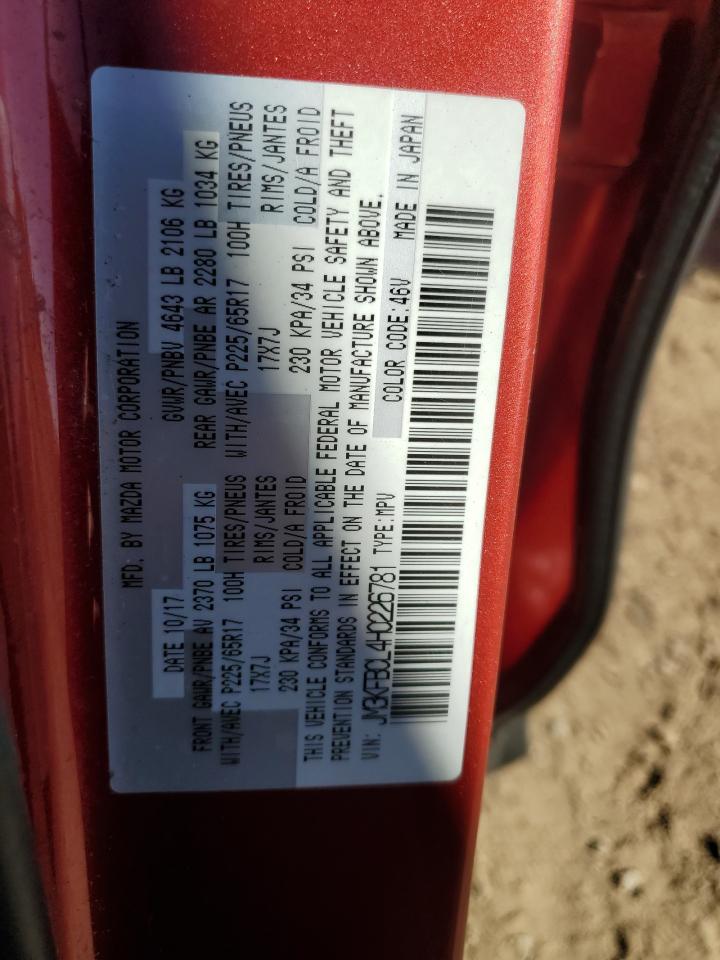 MFD. BY MAZDA MOTOR CORPORATION
DATE 10/17 GVWR/PNBV 4643 LB 2106 KG
FRONT GAWR/PNBE AV 2370 LB 1075 KG REAR GAWR/PNBE AR 2280 LB 1034 KG
WITH/AVEC P225/65R17 100H TIRES/PNEUS WITH/AVEC P225/65R17 100H TIRES/PNEUS
17X7J RIMS/JANTES 17X7J RIMS/JANTES
230 KPA/34 PSI COLD/A FROID 230 KPA/34 PSI COLD/A FROID
THIS VEHICLE CONFORMS TO ALL APPLICABLE FEDERAL MOTOR VEHICLE SAFETY AND THEFT
PREVENTION STANDARDS IN EFFECT ON THE DATE OF MANUFACTURE SHOWN ABOVE.
VIN: JM3KFBCL4H0226781 TYPE:MPV COLOR CODE:46V MADE IN JAPAN